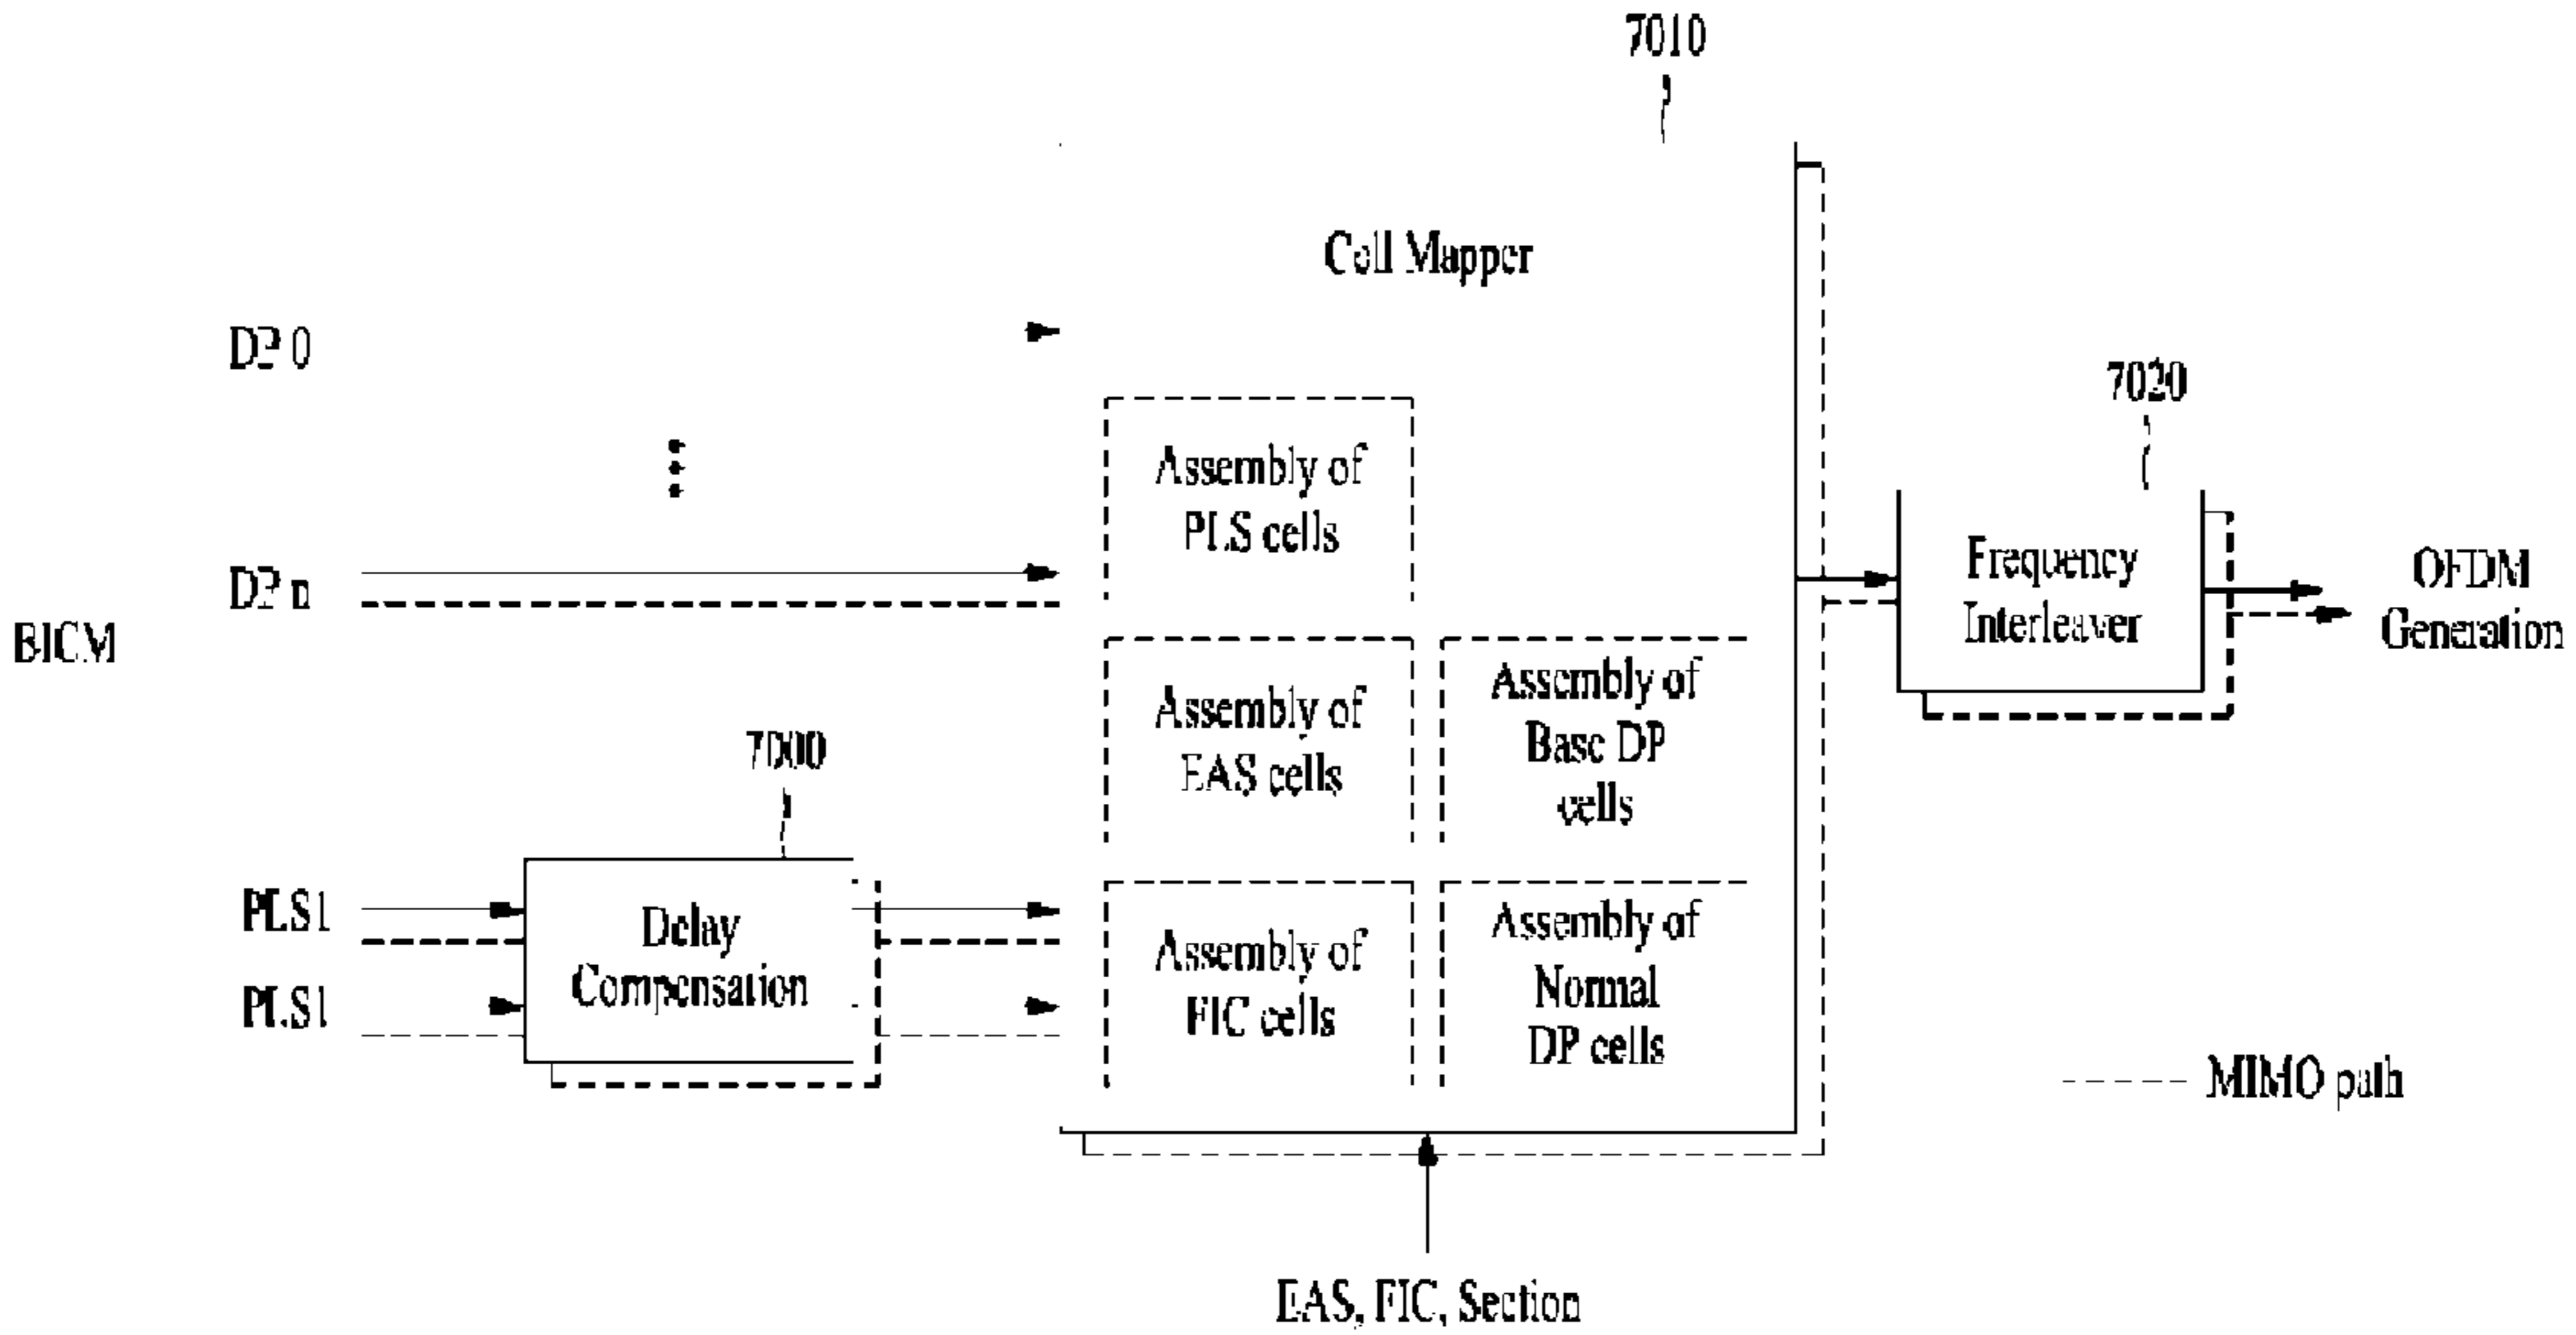 7010
Cell Mapper
DP 0
7020
Assembly of
PLS cells
DP n
Frequency
Interleaver
OFDM
Generation
BICM
Assembly of
EAS cells
Assembly of
Base DP
cells
7000
PLS1
PLS1
Delay
Compensation
Assembly of
FIC cells
Assembly of
Normal
DP cells
MIMO path
EAS, FIC, Section